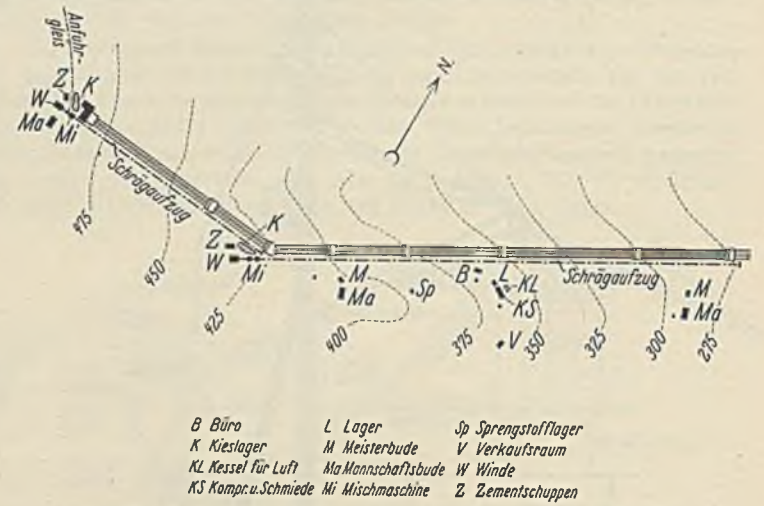 Anfuhr-
gleis
Z K
W
Ma Mi
Schrägaufzug
475
450
N.
K
Z
W Mi
425
M
Ma
400
Sp
B L
KL
KS
V
375
350
Schrägaufzug
325
300
M
Ma
275
B Büro L Lager Sp Sprengstofflager
K Kieslager M Meisterbude V Verkaufsraum
KL Kessel für Luft Ma Mannschaftsbude W Winde
KS Kompr.u.Schmiede Mi Mischmaschine Z Zementschuppen